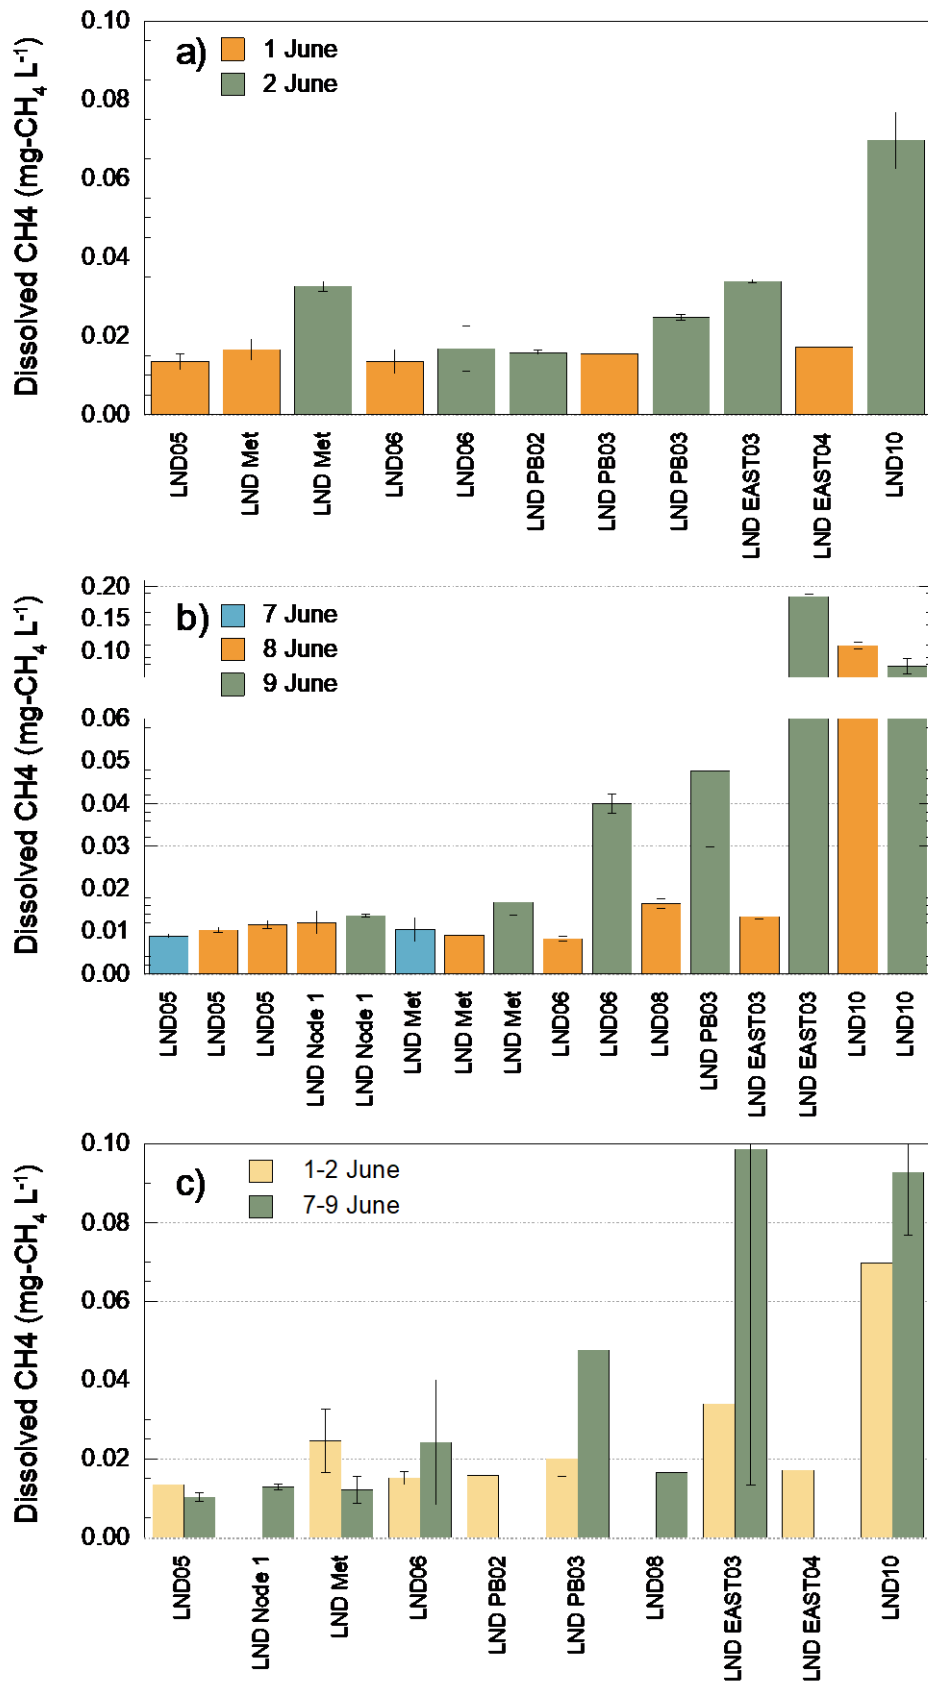 a)
1 June
2 June
Dissolved CH4 (mg-CH₄ L⁻¹)
0.10
0.08
0.06
0.04
0.02
0.00
LND05
LND Met
LND Met
LND06
LND06
LND PB02
LND PB03
LND PB03
LND EAST03
LND EAST04
LND10
b)
7 June
8 June
9 June
Dissolved CH4 (mg-CH₄ L⁻¹)
0.20
0.15
0.10
0.06
0.05
0.04
0.03
0.02
0.01
0.00
LND05
LND05
LND05
LND Node 1
LND Node 1
LND Met
LND Met
LND Met
LND06
LND06
LND08
LND PB03
LND EAST03
LND EAST03
LND10
LND10
c)
1-2 June
7-9 June
Dissolved CH4 (mg-CH₄ L⁻¹)
0.10
0.08
0.06
0.04
0.02
0.00
LND05
LND Node 1
LND Met
LND06
LND PB02
LND PB03
LND08
LND EAST03
LND EAST04
LND10